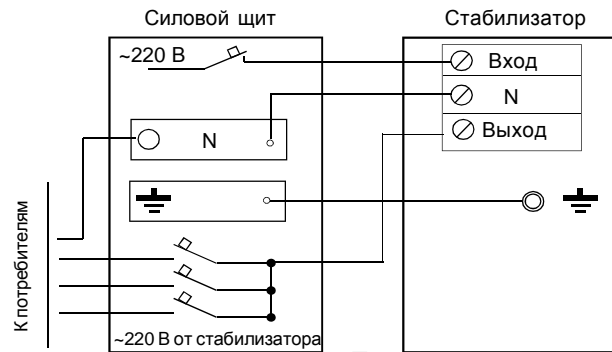 Силовой щит
Стабилизатор
~220 В
Вход
N
N
Выход
К потребителям
~220 В от стабилизатора